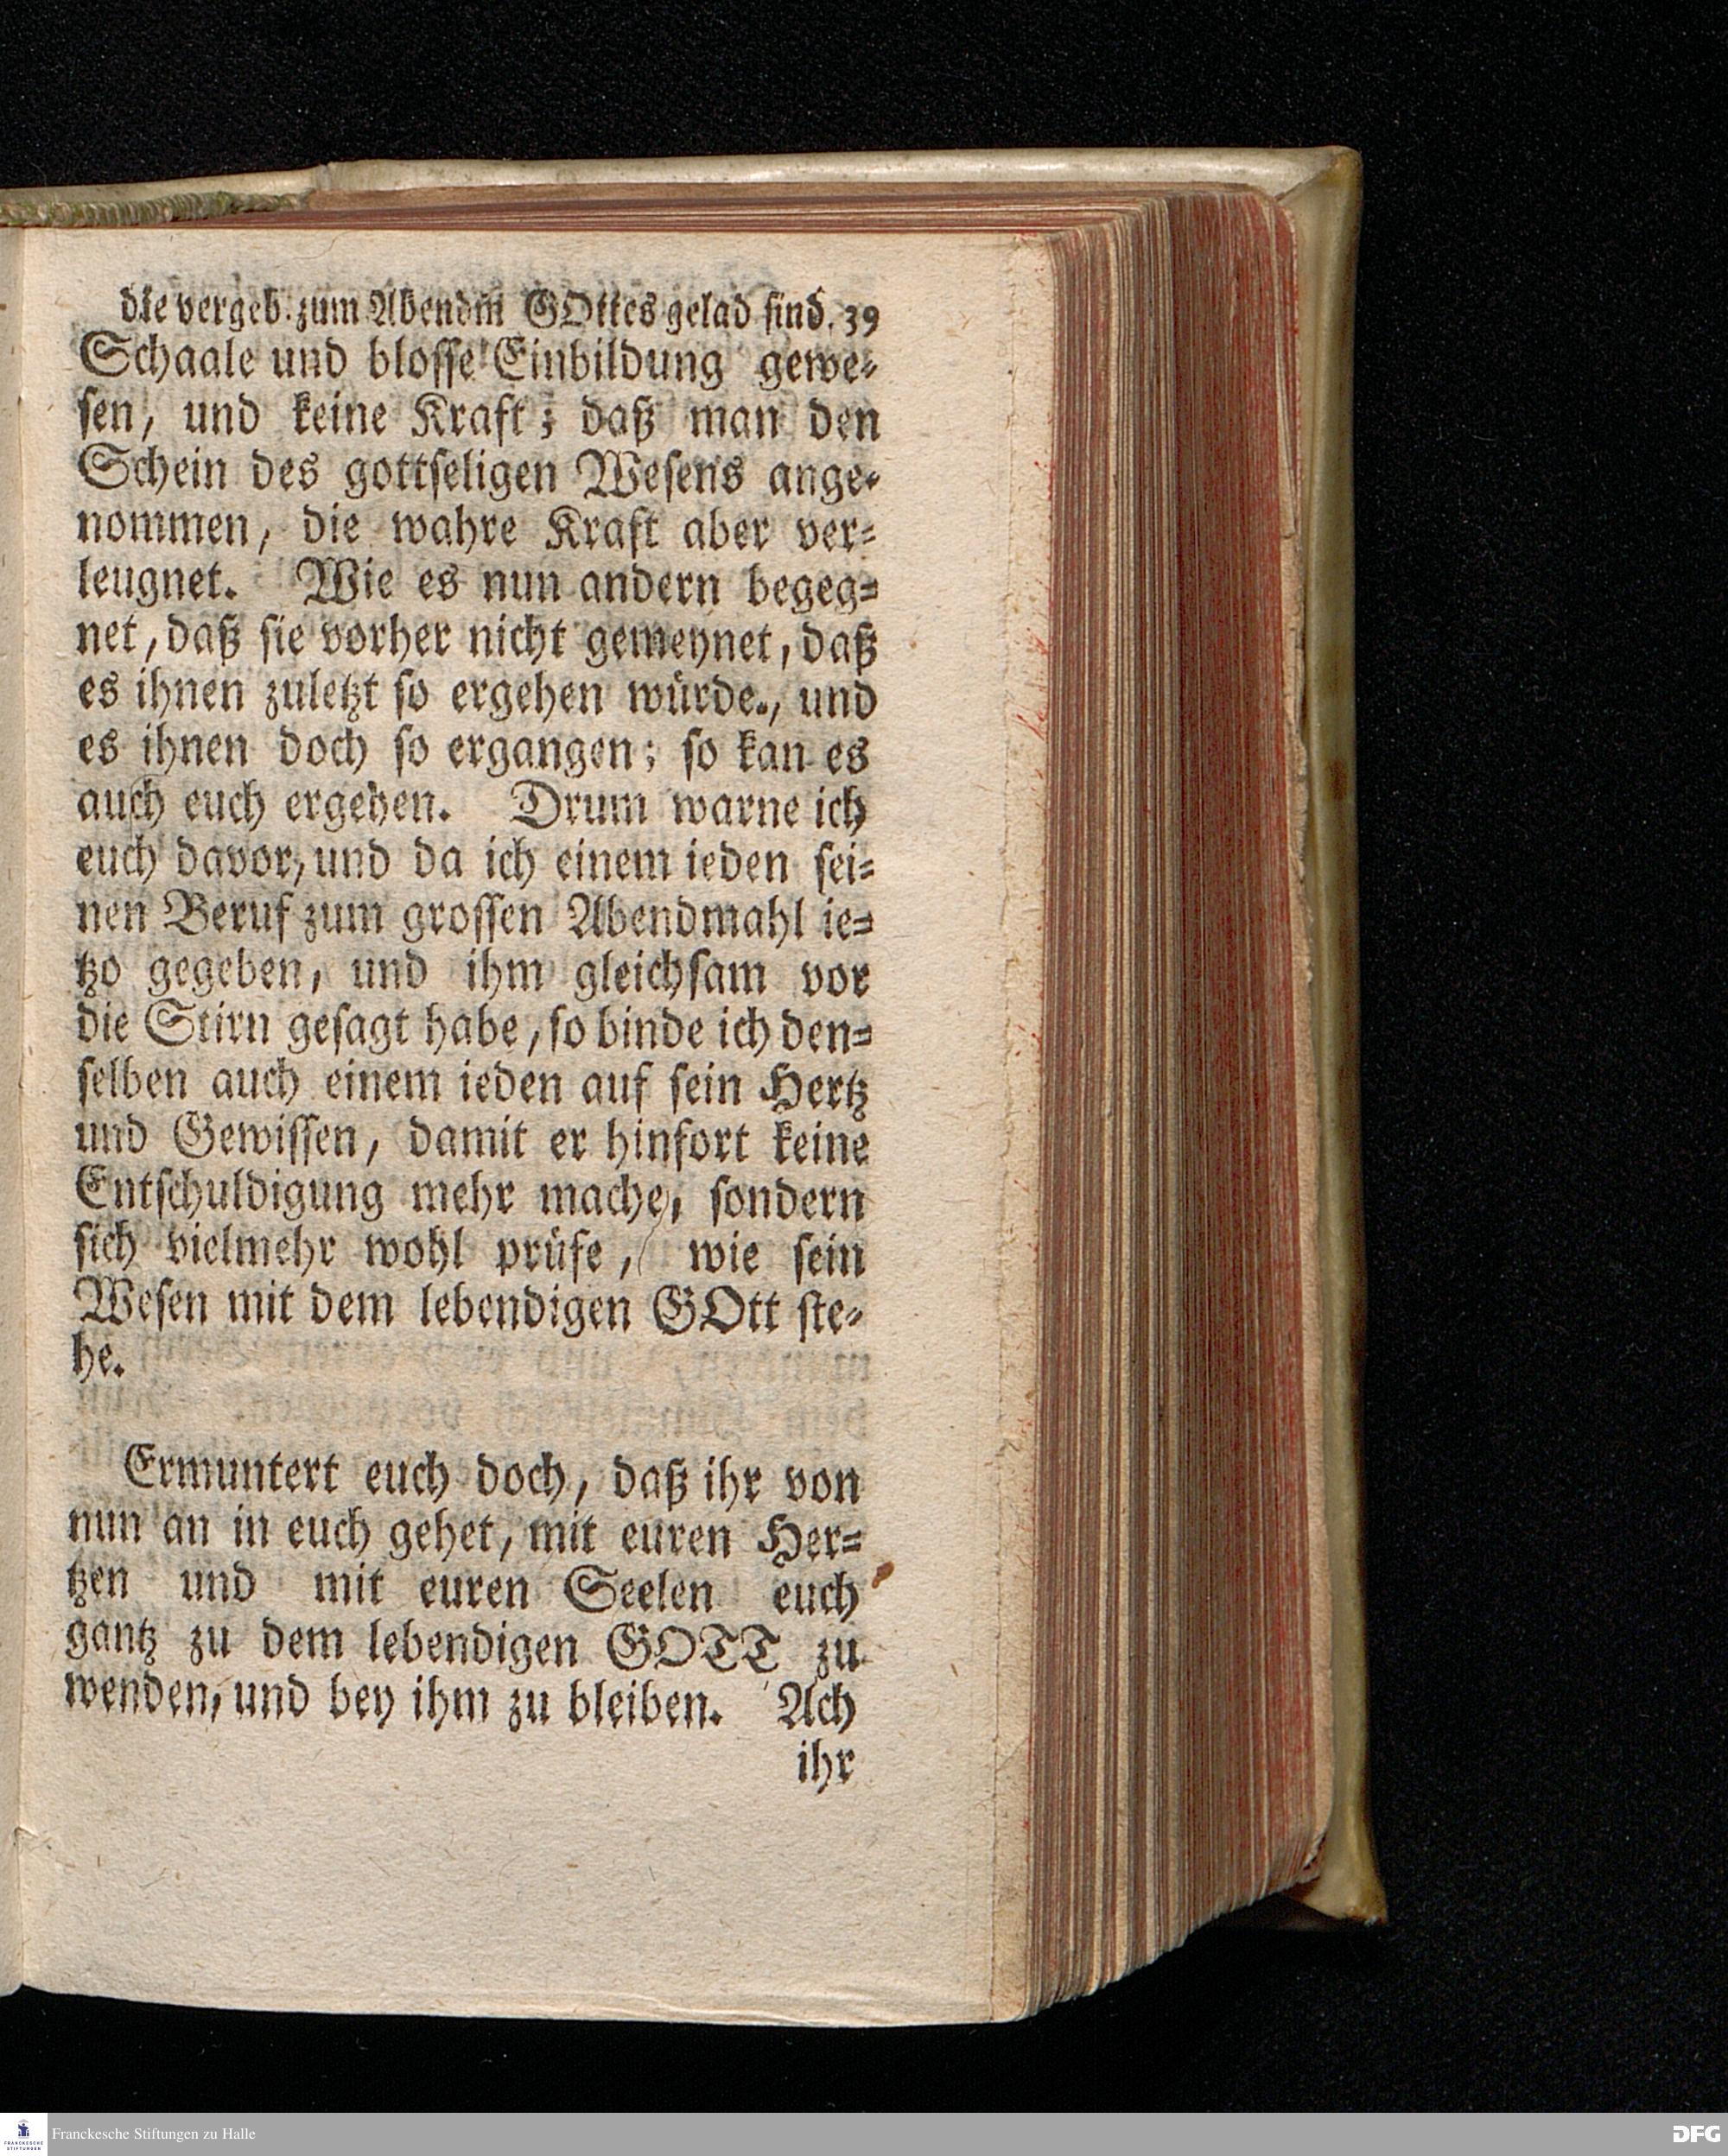 die vergeb. zum Abendm GOttes gelad sind. 39
Schaale und blosse Einbildung gewe-
sen, und keine Kraft; daß man den
Schein des gottseligen Wesens ange-
nommen, die wahre Kraft aber ver-
leugnet. Wie es nun andern begeg-
net, daß sie vorher nicht gemeynet, daß
es ihnen zuletzt so ergehen würde., und
es ihnen doch so ergangen; so kan es
auch euch ergehen. Drum warne ich
euch davor, und da ich einem ieden sei-
nen Beruf zum grossen Abendmahl ie-
tzo gegeben, und ihm gleichsam vor
die Stirn gesagt habe, so binde ich den-
selben auch einem ieden auf sein Hertz
und Gewissen, damit er hinfort keine
Entschuldigung mehr mache, sondern
sich vielmehr wohl prüfe, wie sein
Wesen mit dem lebendigen GOtt ste-
he.
Ermuntert euch doch, daß ihr von
nun an in euch gehet, mit euren Her-
tzen und mit euren Seelen euch
gantz zu dem lebendigen GOTT zu
wenden, und bey ihm zu bleiben. Ach
ihr
FRANCKESCHE STIFTUNGEN
Franckesche Stiftungen zu Halle
DFG